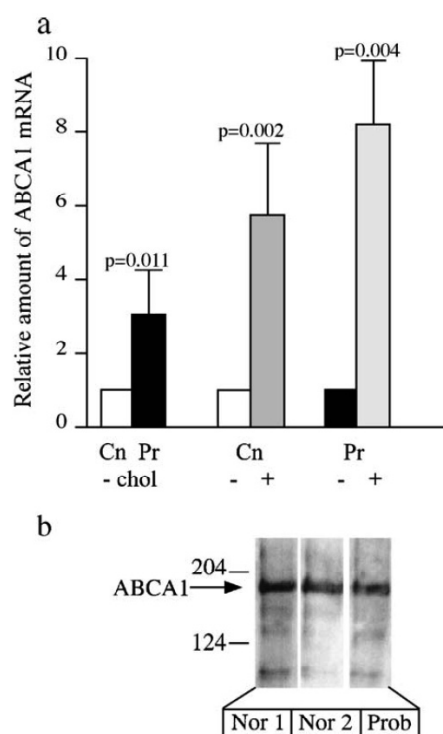 a
Relative amount of ABCA1 mRNA
10
8
6
4
2
0
p=0.011
p=0.002
p=0.004
Cn Pr
- chol
Cn
- +
Pr
- +
b
204
ABCA1
124
Nor 1 Nor 2 Prob